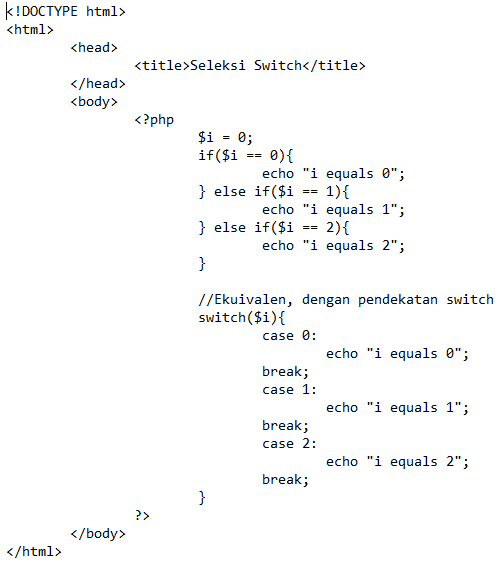 <!DOCTYPE html>
<html>
	<head>
		<title>Seleksi Switch</title>
	</head>
	<body>
		<?php
			$i = 0;
			if($i == 0){
				echo "i equals 0";
			} else if($i == 1){
				echo "i equals 1";
			} else if($i == 2){
				echo "i equals 2";
			}

			//Ekuivalen, dengan pendekatan switch
			switch($i){
				case 0:
					echo "i equals 0";
				break;
				case 1:
					echo "i equals 1";
				break;
				case 2:
					echo "i equals 2";
				break;
			}
		?>
	</body>
</html>